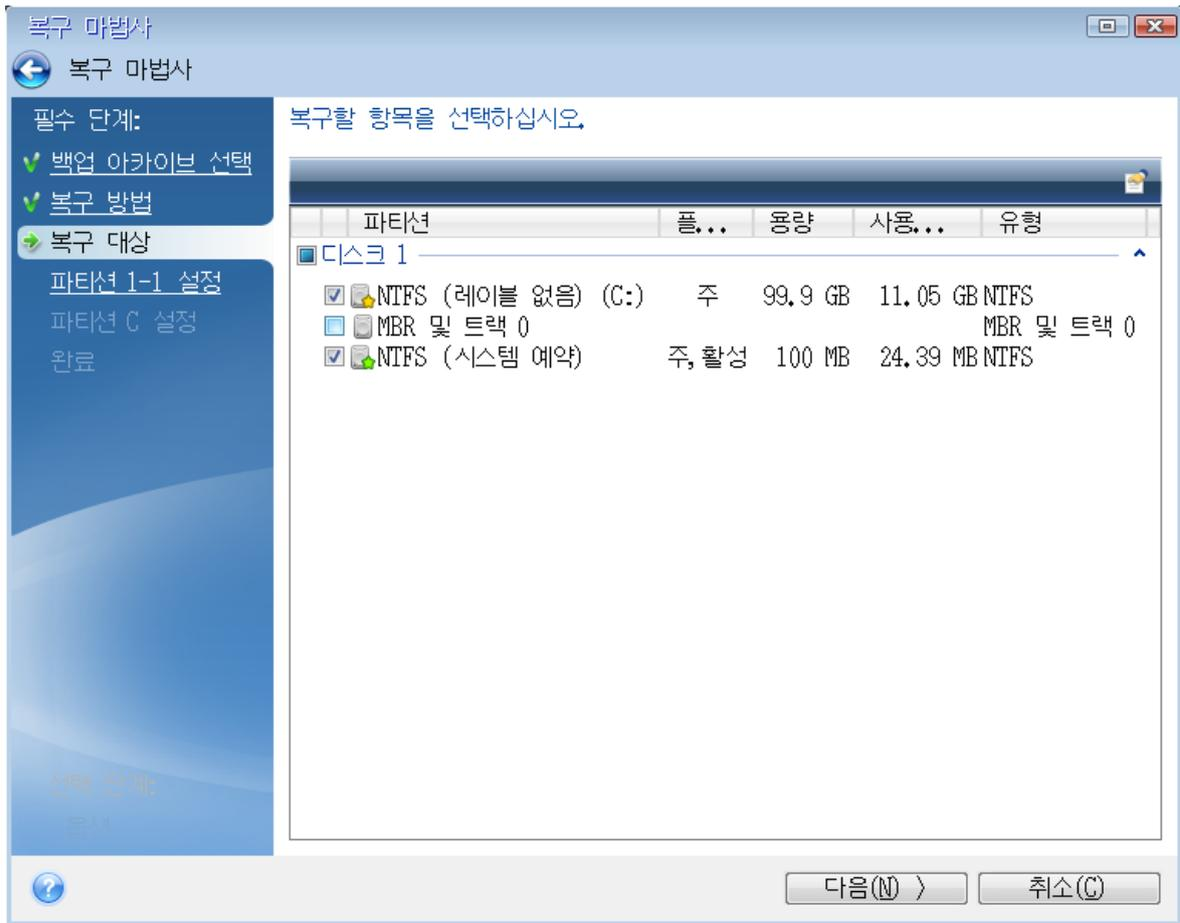 복구 마법사
복구 마법사
필수 단계:
백업 아카이브 선택
복구 방법
복구 대상
파티션 1-1 설정
파티션 C 설정
완료
선택 단계:
옵션
복구할 항목을 선택하십시오.
파티션 플... 용량 사용... 유형
디스크 1
NTFS (레이블 없음) (C:) 주 99.9 GB 11.05 GB NTFS
MBR 및 트랙 0 MBR 및 트랙 0
NTFS (시스템 예약) 주,활성 100 MB 24.39 MB NTFS
다음(N) > 취소(C)